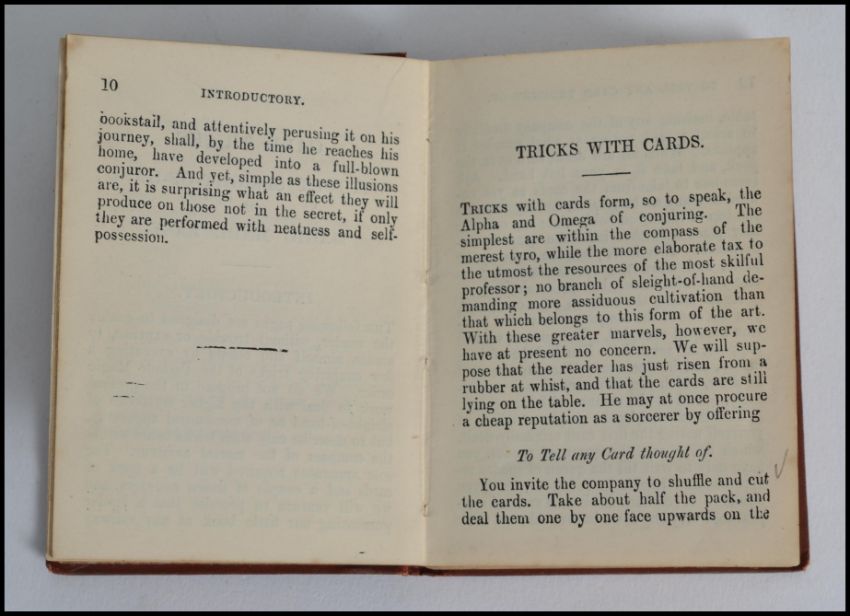 10
INTRODUCTORY.
bookstall, and attentively perusing it on his
journey, shall, by the time he reaches his
home, have developed into a full-blown
conjuror. And yet, simple as these illusions
are, it is surprising what an effect they will
produce on those not in the secret, if only
they are performed with neatness and self-
possession.
TRICKS WITH CARDS.
TRICKS with cards form, so to speak, the
Alpha and Omega of conjuring. The
simplest are within the compass of the
merest tyro, while the more elaborate tax to
the utmost the resources of the most skilful
professor; no branch of sleight-of-hand de-
manding more assiduous cultivation than
that which belongs to this form of the art.
With these greater marvels, however, we
have at present no concern. We will sup-
pose that the reader has just risen from a
rubber at whist, and that the cards are still
lying on the table. He may at once procure
a cheap reputation as a sorcerer by offering
To Tell any Card thought of.
You invite the company to shuffle and cut
the cards. Take about half the pack, and
deal them one by one face upwards on the